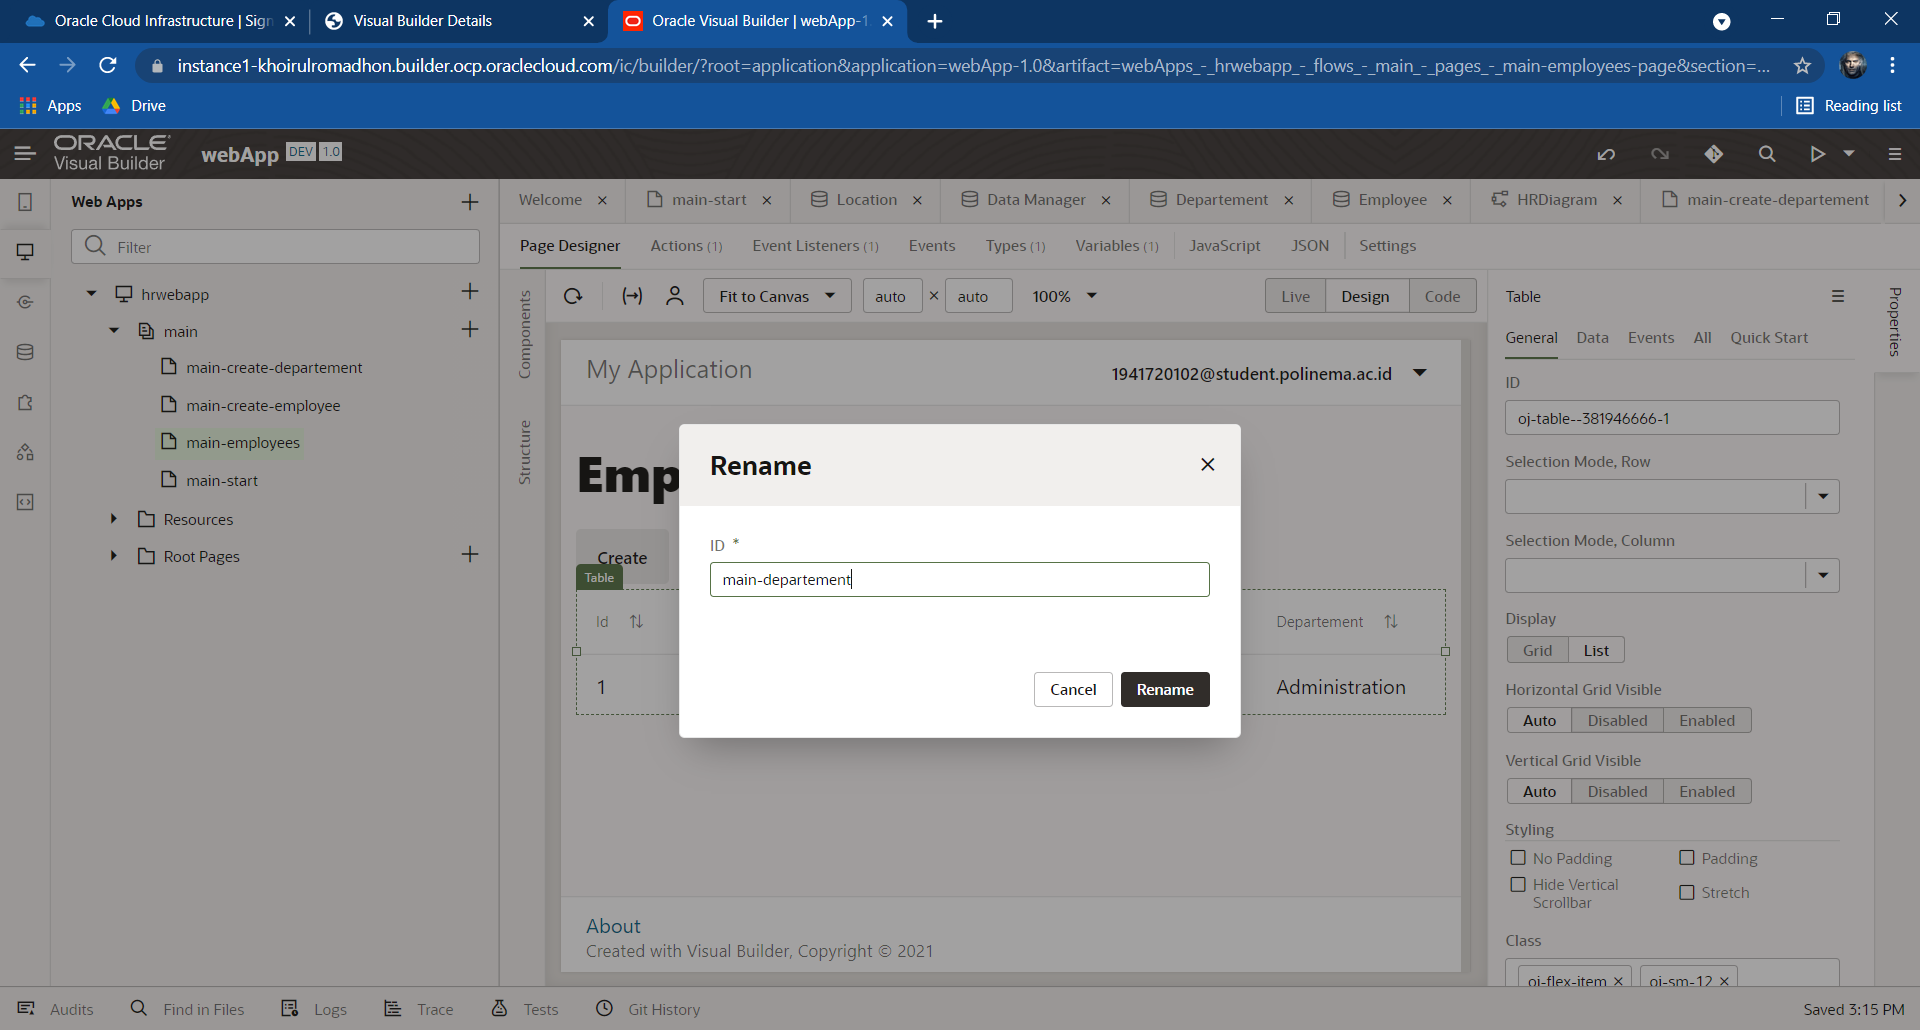 Oracle Cloud Infrastructure | Sign
Visual Builder Details
Oracle Visual Builder | webApp-1
instance1-khoirulromadhon.builder.ocp.oraclecloud.com/ic/builder/?root=application&application=webApp-1.0&artifact=webApps_-_hrwebapp_-_flows_-_main_-_pages_-_main-employees-page&section=...
Apps
Drive
Reading list
ORACLE
Visual Builder
webApp DEV 1.0
Web Apps
Filter
hrwebapp
main
main-create-departement
main-create-employee
main-employees
main-start
Resources
Root Pages
Welcome
main-start
Location
Data Manager
Departement
Employee
HRDiagram
main-create-departement
Page Designer
Actions (1)
Event Listeners (1)
Events
Types (1)
Variables (1)
JavaScript
JSON
Settings
Components
Structure
Fit to Canvas
auto × auto
100%
Live
Design
Code
My Application
1941720102@student.polinema.ac.id
Emp
Create
Table
Id
Departement
1
Administration
About
Created with Visual Builder, Copyright © 2021
Rename
ID *
main-departement
Cancel
Rename
Table
Properties
General
Data
Events
All
Quick Start
ID
oj-table--381946666-1
Selection Mode, Row
Selection Mode, Column
Display
Grid
List
Horizontal Grid Visible
Auto
Disabled
Enabled
Vertical Grid Visible
Auto
Disabled
Enabled
Styling
No Padding
Padding
Hide Vertical
Scrollbar
Stretch
Class
oj-flex-item
oj-sm-12
Audits
Find in Files
Logs
Trace
Tests
Git History
Saved 3:15 PM